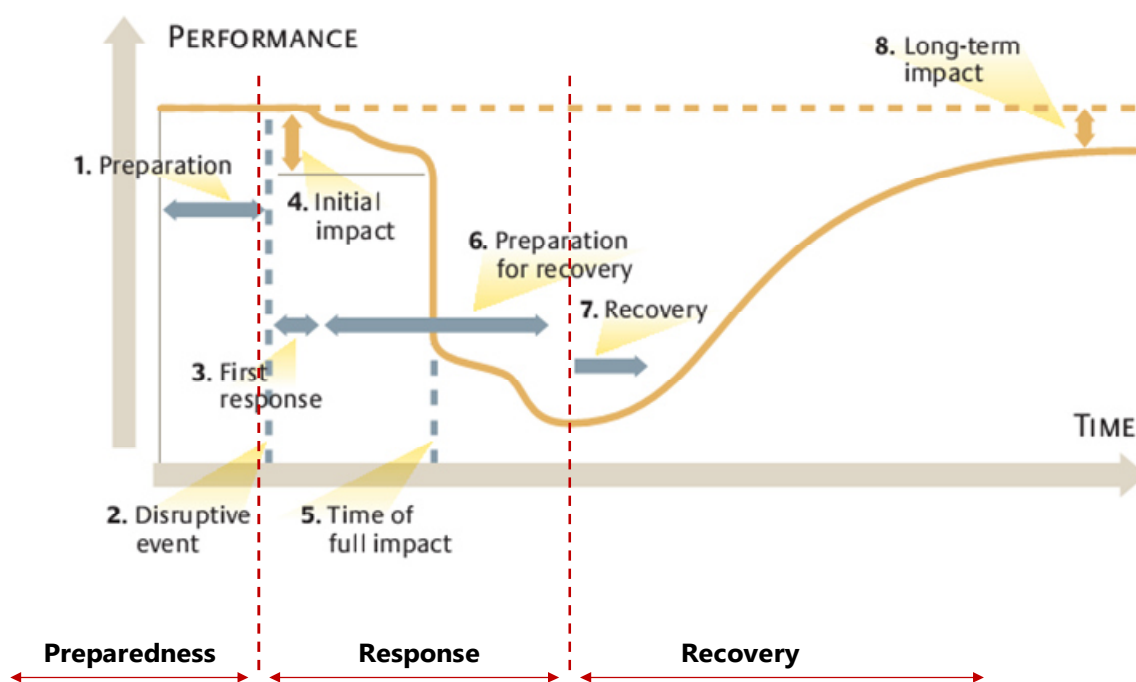 PERFORMANCE
8. Long-term
impact
1. Preparation
4. Initial
impact
6. Preparation
for recovery
7. Recovery
3. First
response
TIME
2. Disruptive
event
5. Time of
full impact
Preparedness
Response
Recovery